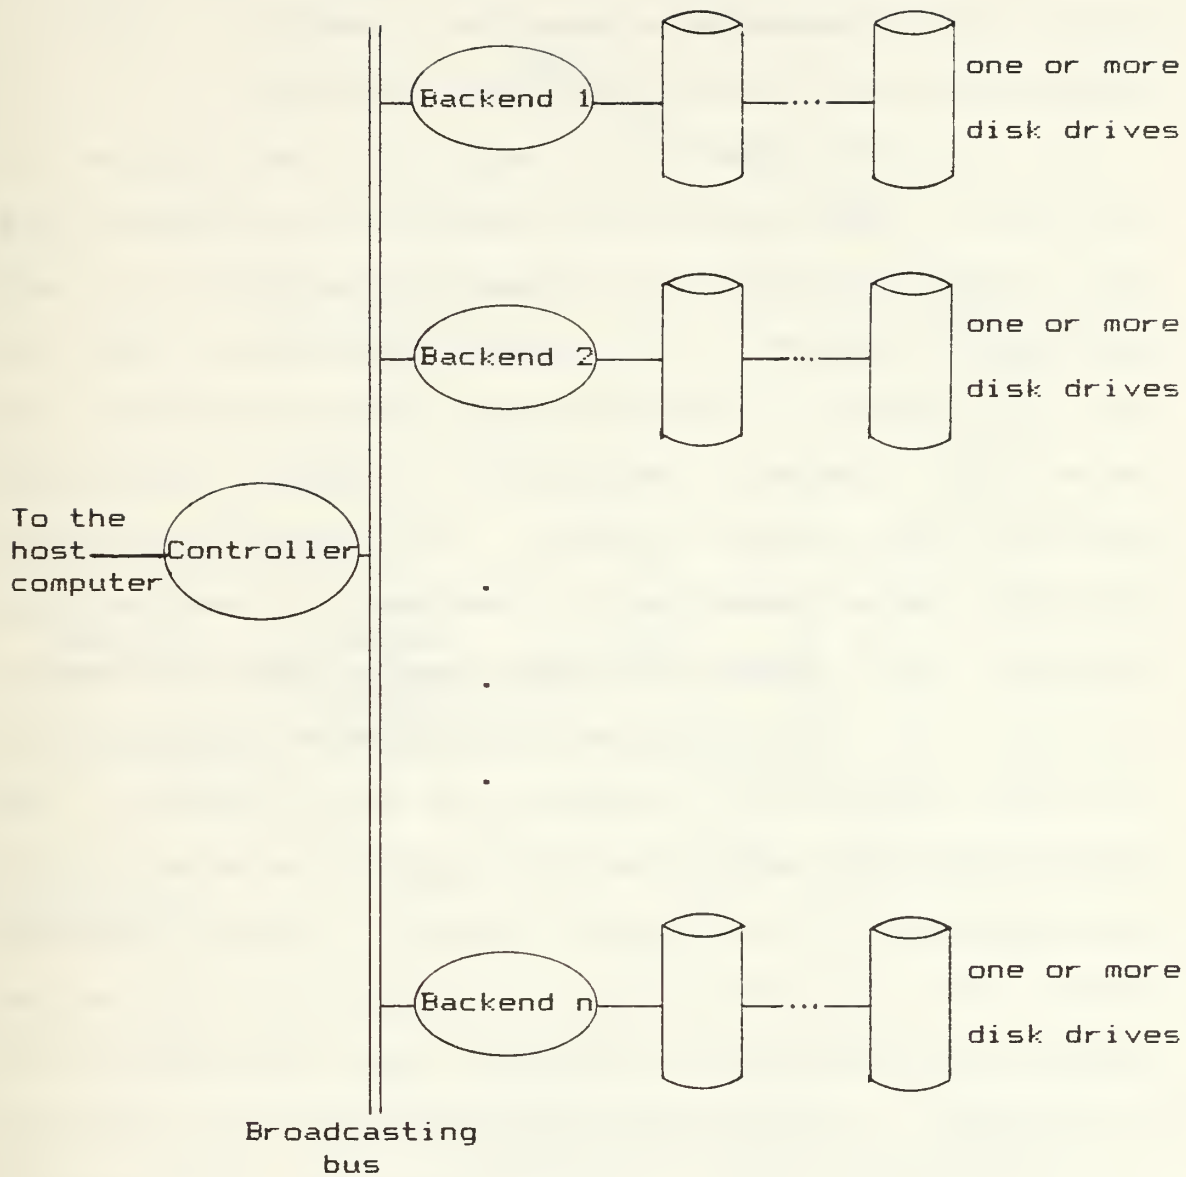 Backend 1
...
one or more
disk drives
Backend 2
...
one or more
disk drives
To the
host
computer
Controller
Backend n
...
one or more
disk drives
Broadcasting
bus